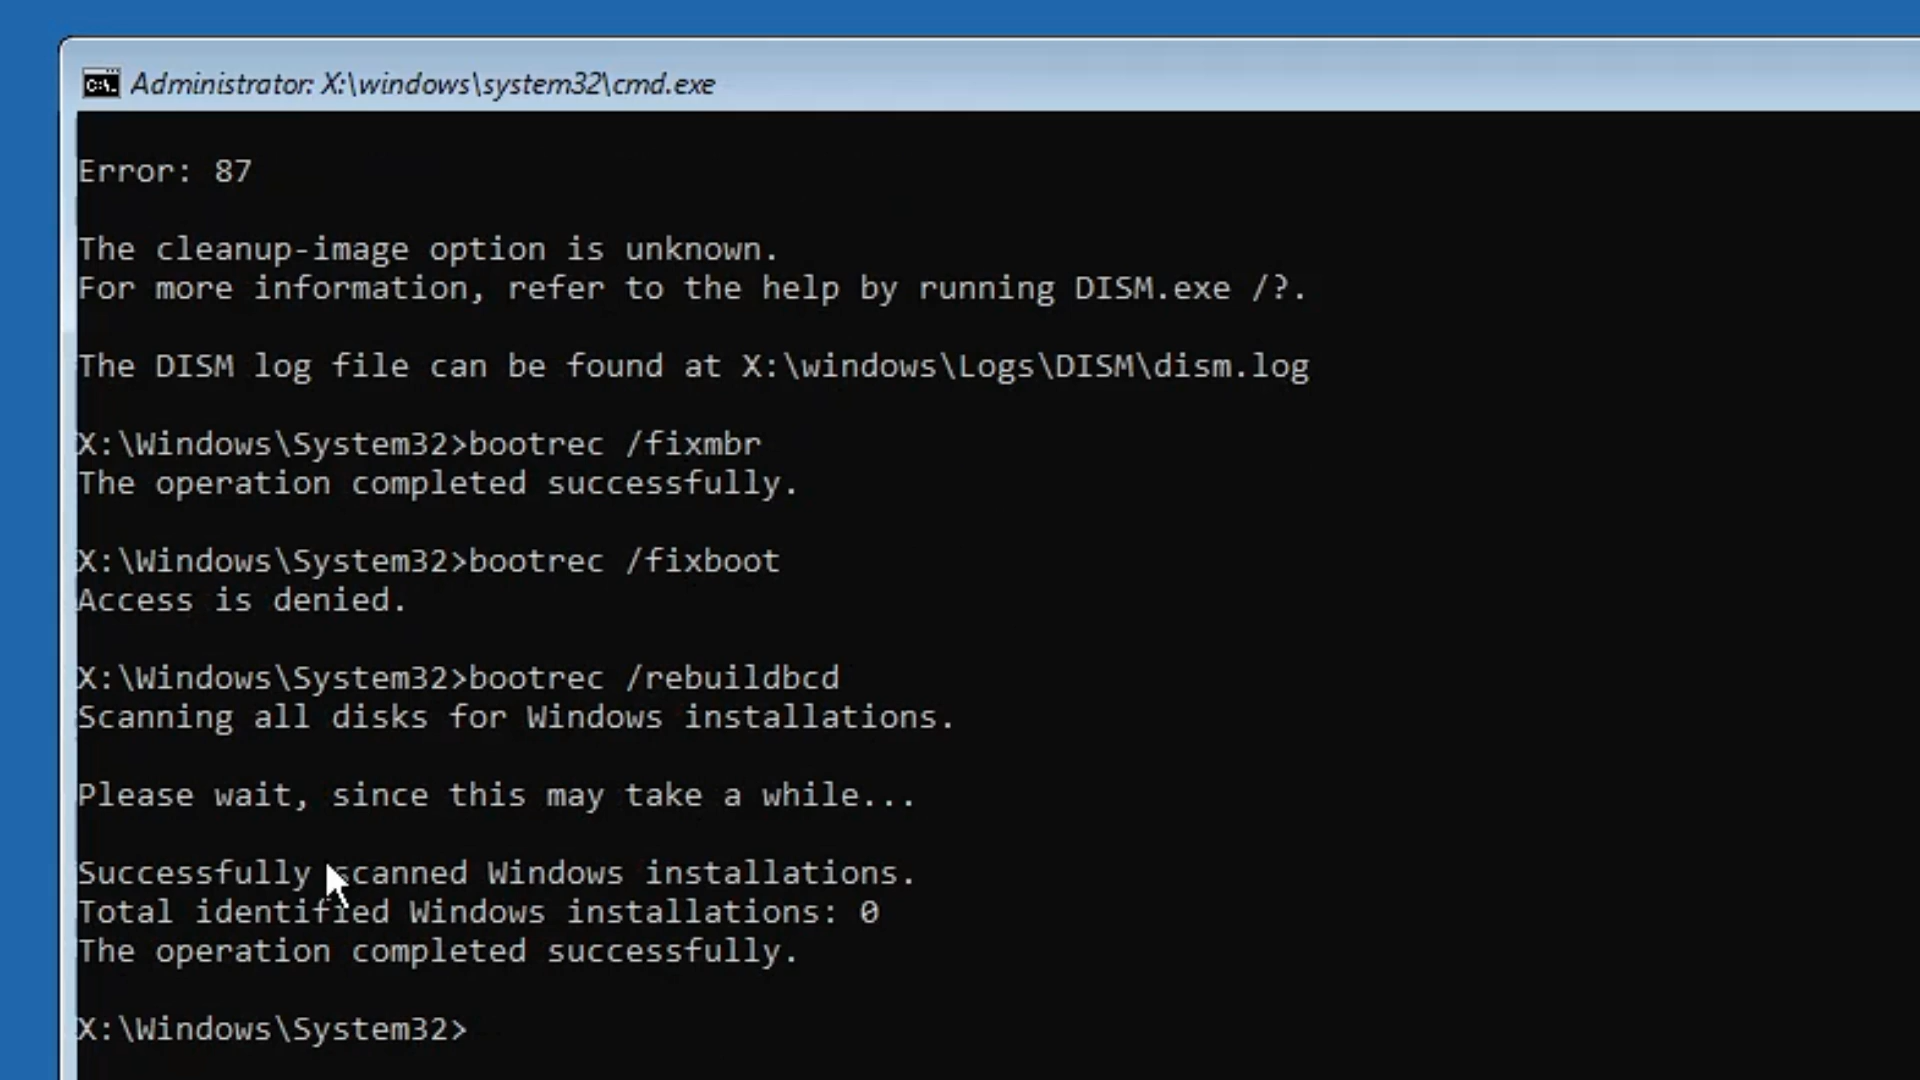 Administrator: X:\windows\system32\cmd.exe
Error: 87
The cleanup-image option is unknown.
For more information, refer to the help by running DISM.exe /?.
The DISM log file can be found at X:\windows\Logs\DISM\dism.log
X:\Windows\System32>bootrec /fixmbr
The operation completed successfully.
X:\Windows\System32>bootrec /fixboot
Access is denied.
X:\Windows\System32>bootrec /rebuildbcd
Scanning all disks for Windows installations.
Please wait, since this may take a while...
Successfully scanned Windows installations.
Total identified Windows installations: 0
The operation completed successfully.
X:\Windows\System32>